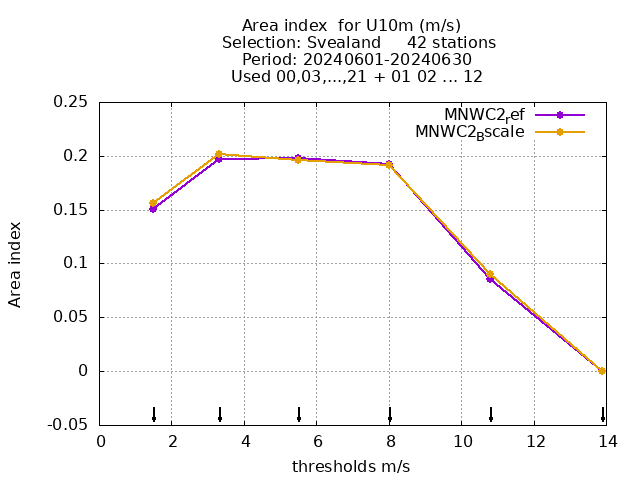 Area index  for U10m (m/s)
Selection: Svealand     42 stations
Period: 20240601-20240630
Used 00,03,...,21 + 01 02 ... 12
MNWC2_ref
MNWC2_Bscale
0.25
0.2
0.15
0.1
0.05
0
-0.05
Area index
0 2 4 6 8 10 12 14
thresholds m/s